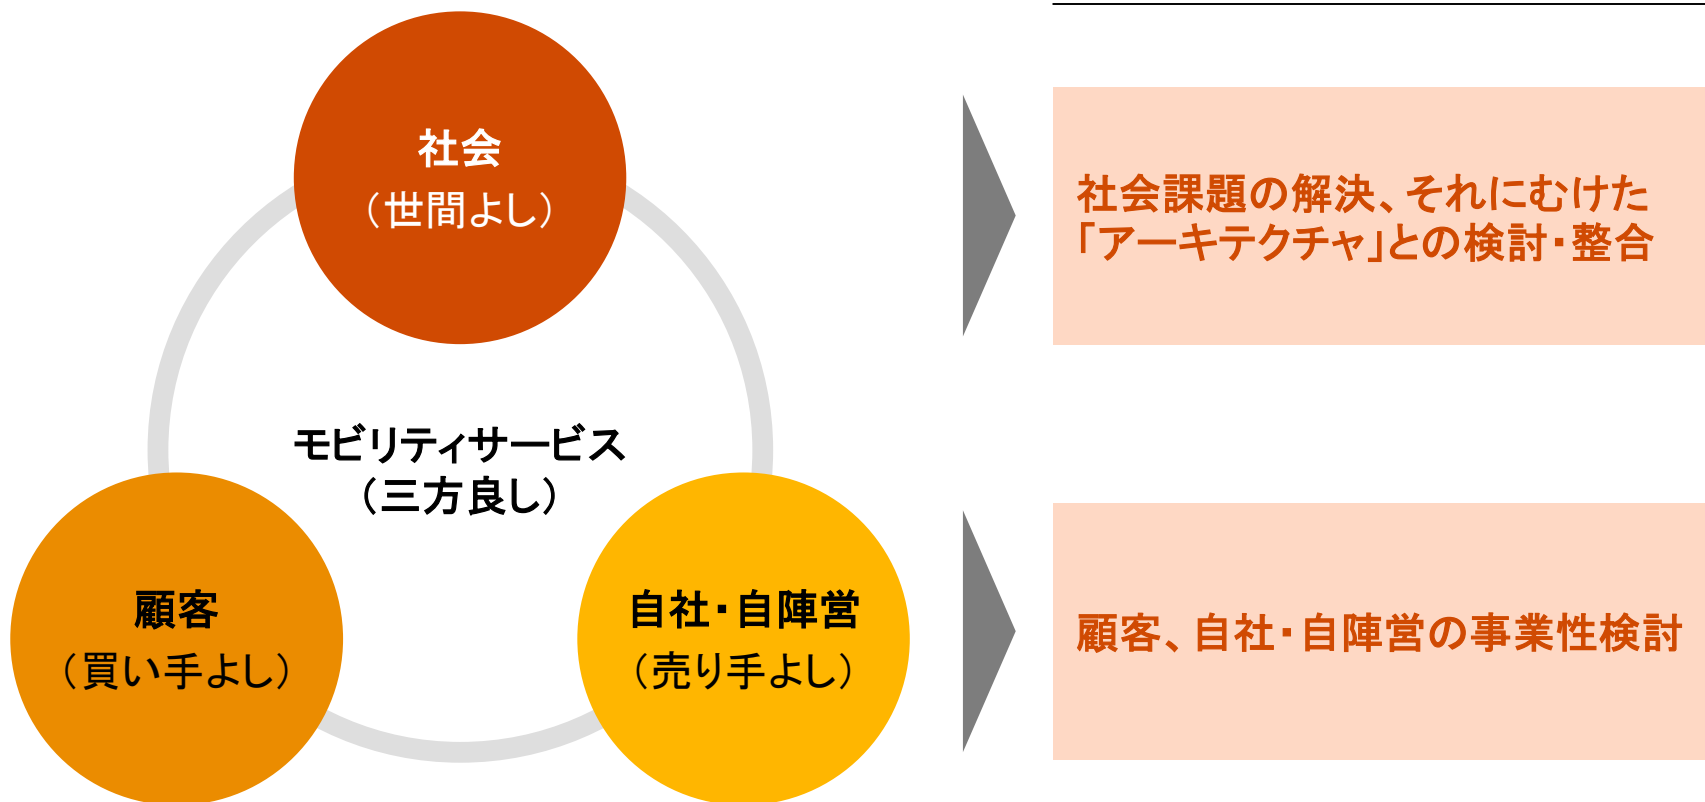 社会
（世間よし）
モビリティサービス
（三方良し）
顧客
（買い手よし）
自社・自陣営
（売り手よし）
社会課題の解決、それにむけた
「アーキテクチャ」との検討・整合
顧客、自社・自陣営の事業性検討